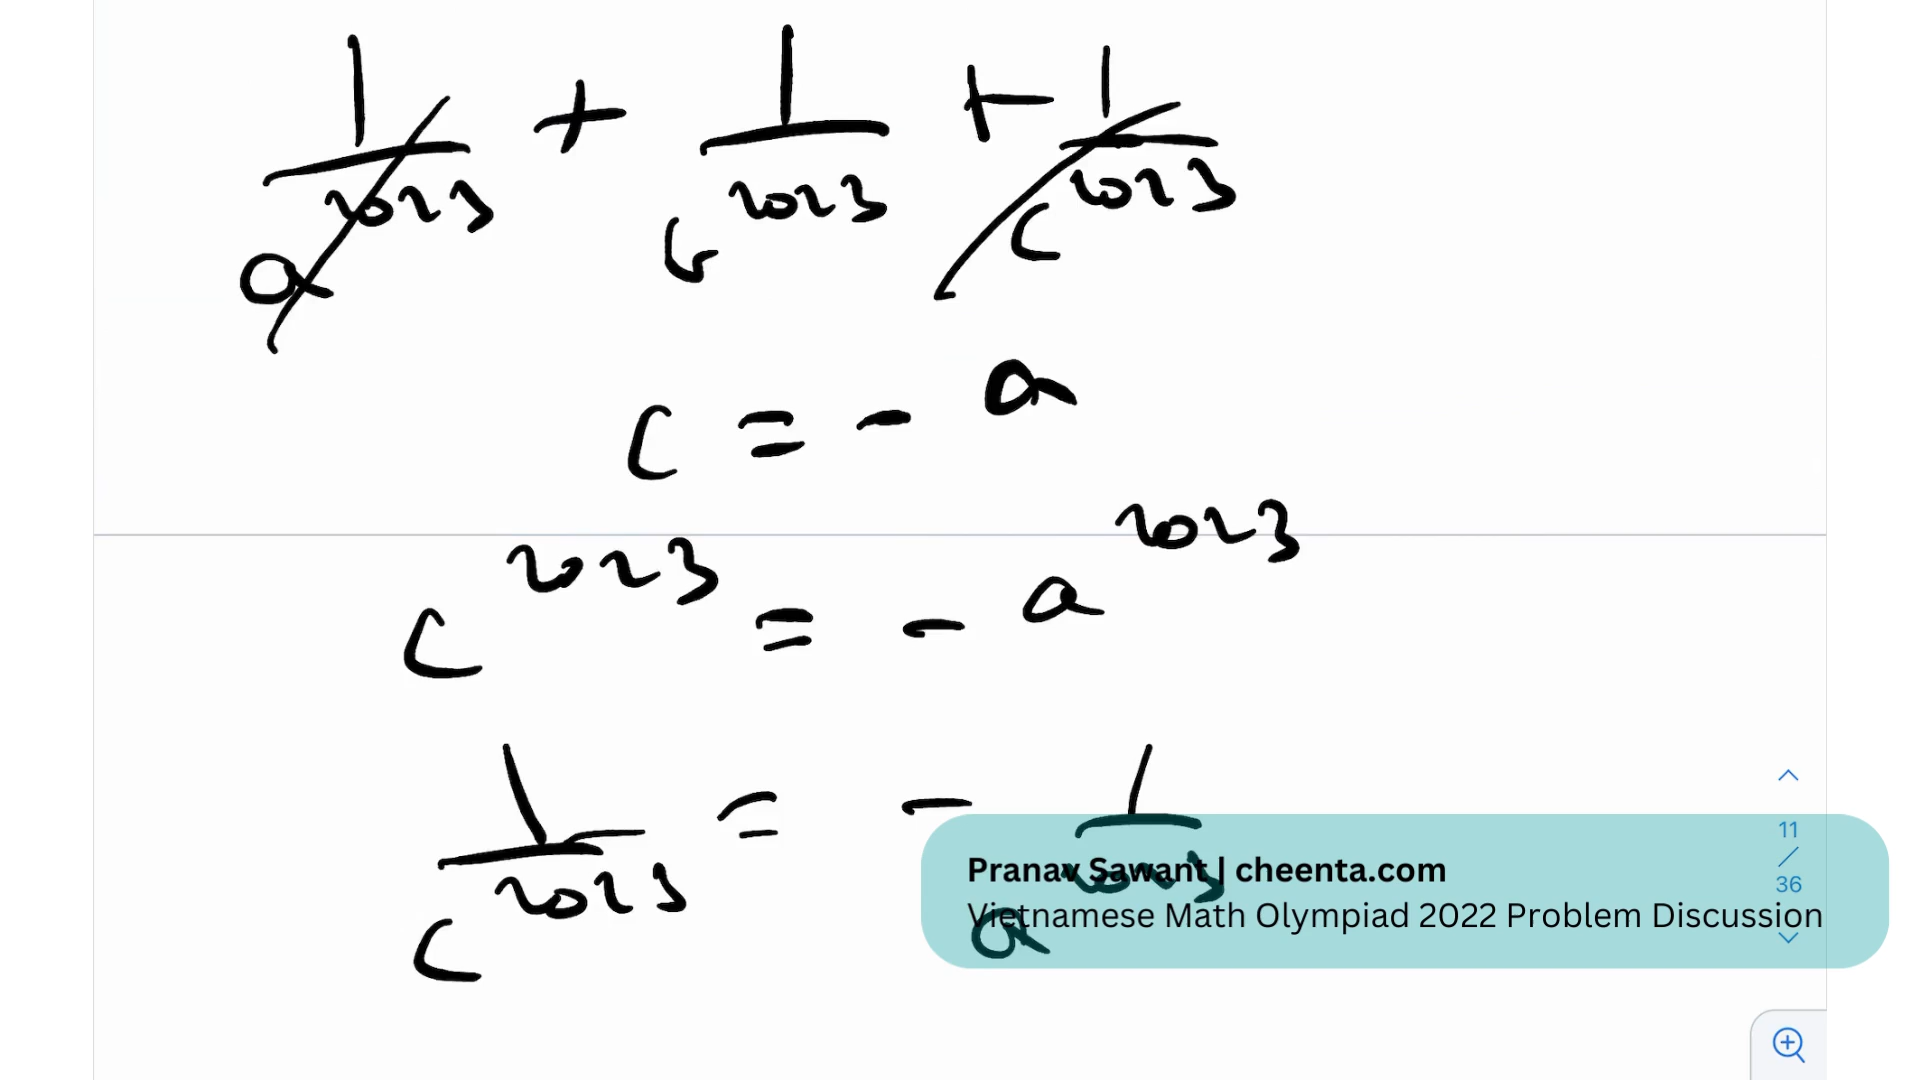 1/a^2023 + 1/b^2023 + 1/c^2023
c = - a
c^2023 = - a^2023
1/c^2023 = - 1/a^2023
Pranav Sawant | cheenta.com
Vietnamese Math Olympiad 2022 Problem Discussion
11
/
36